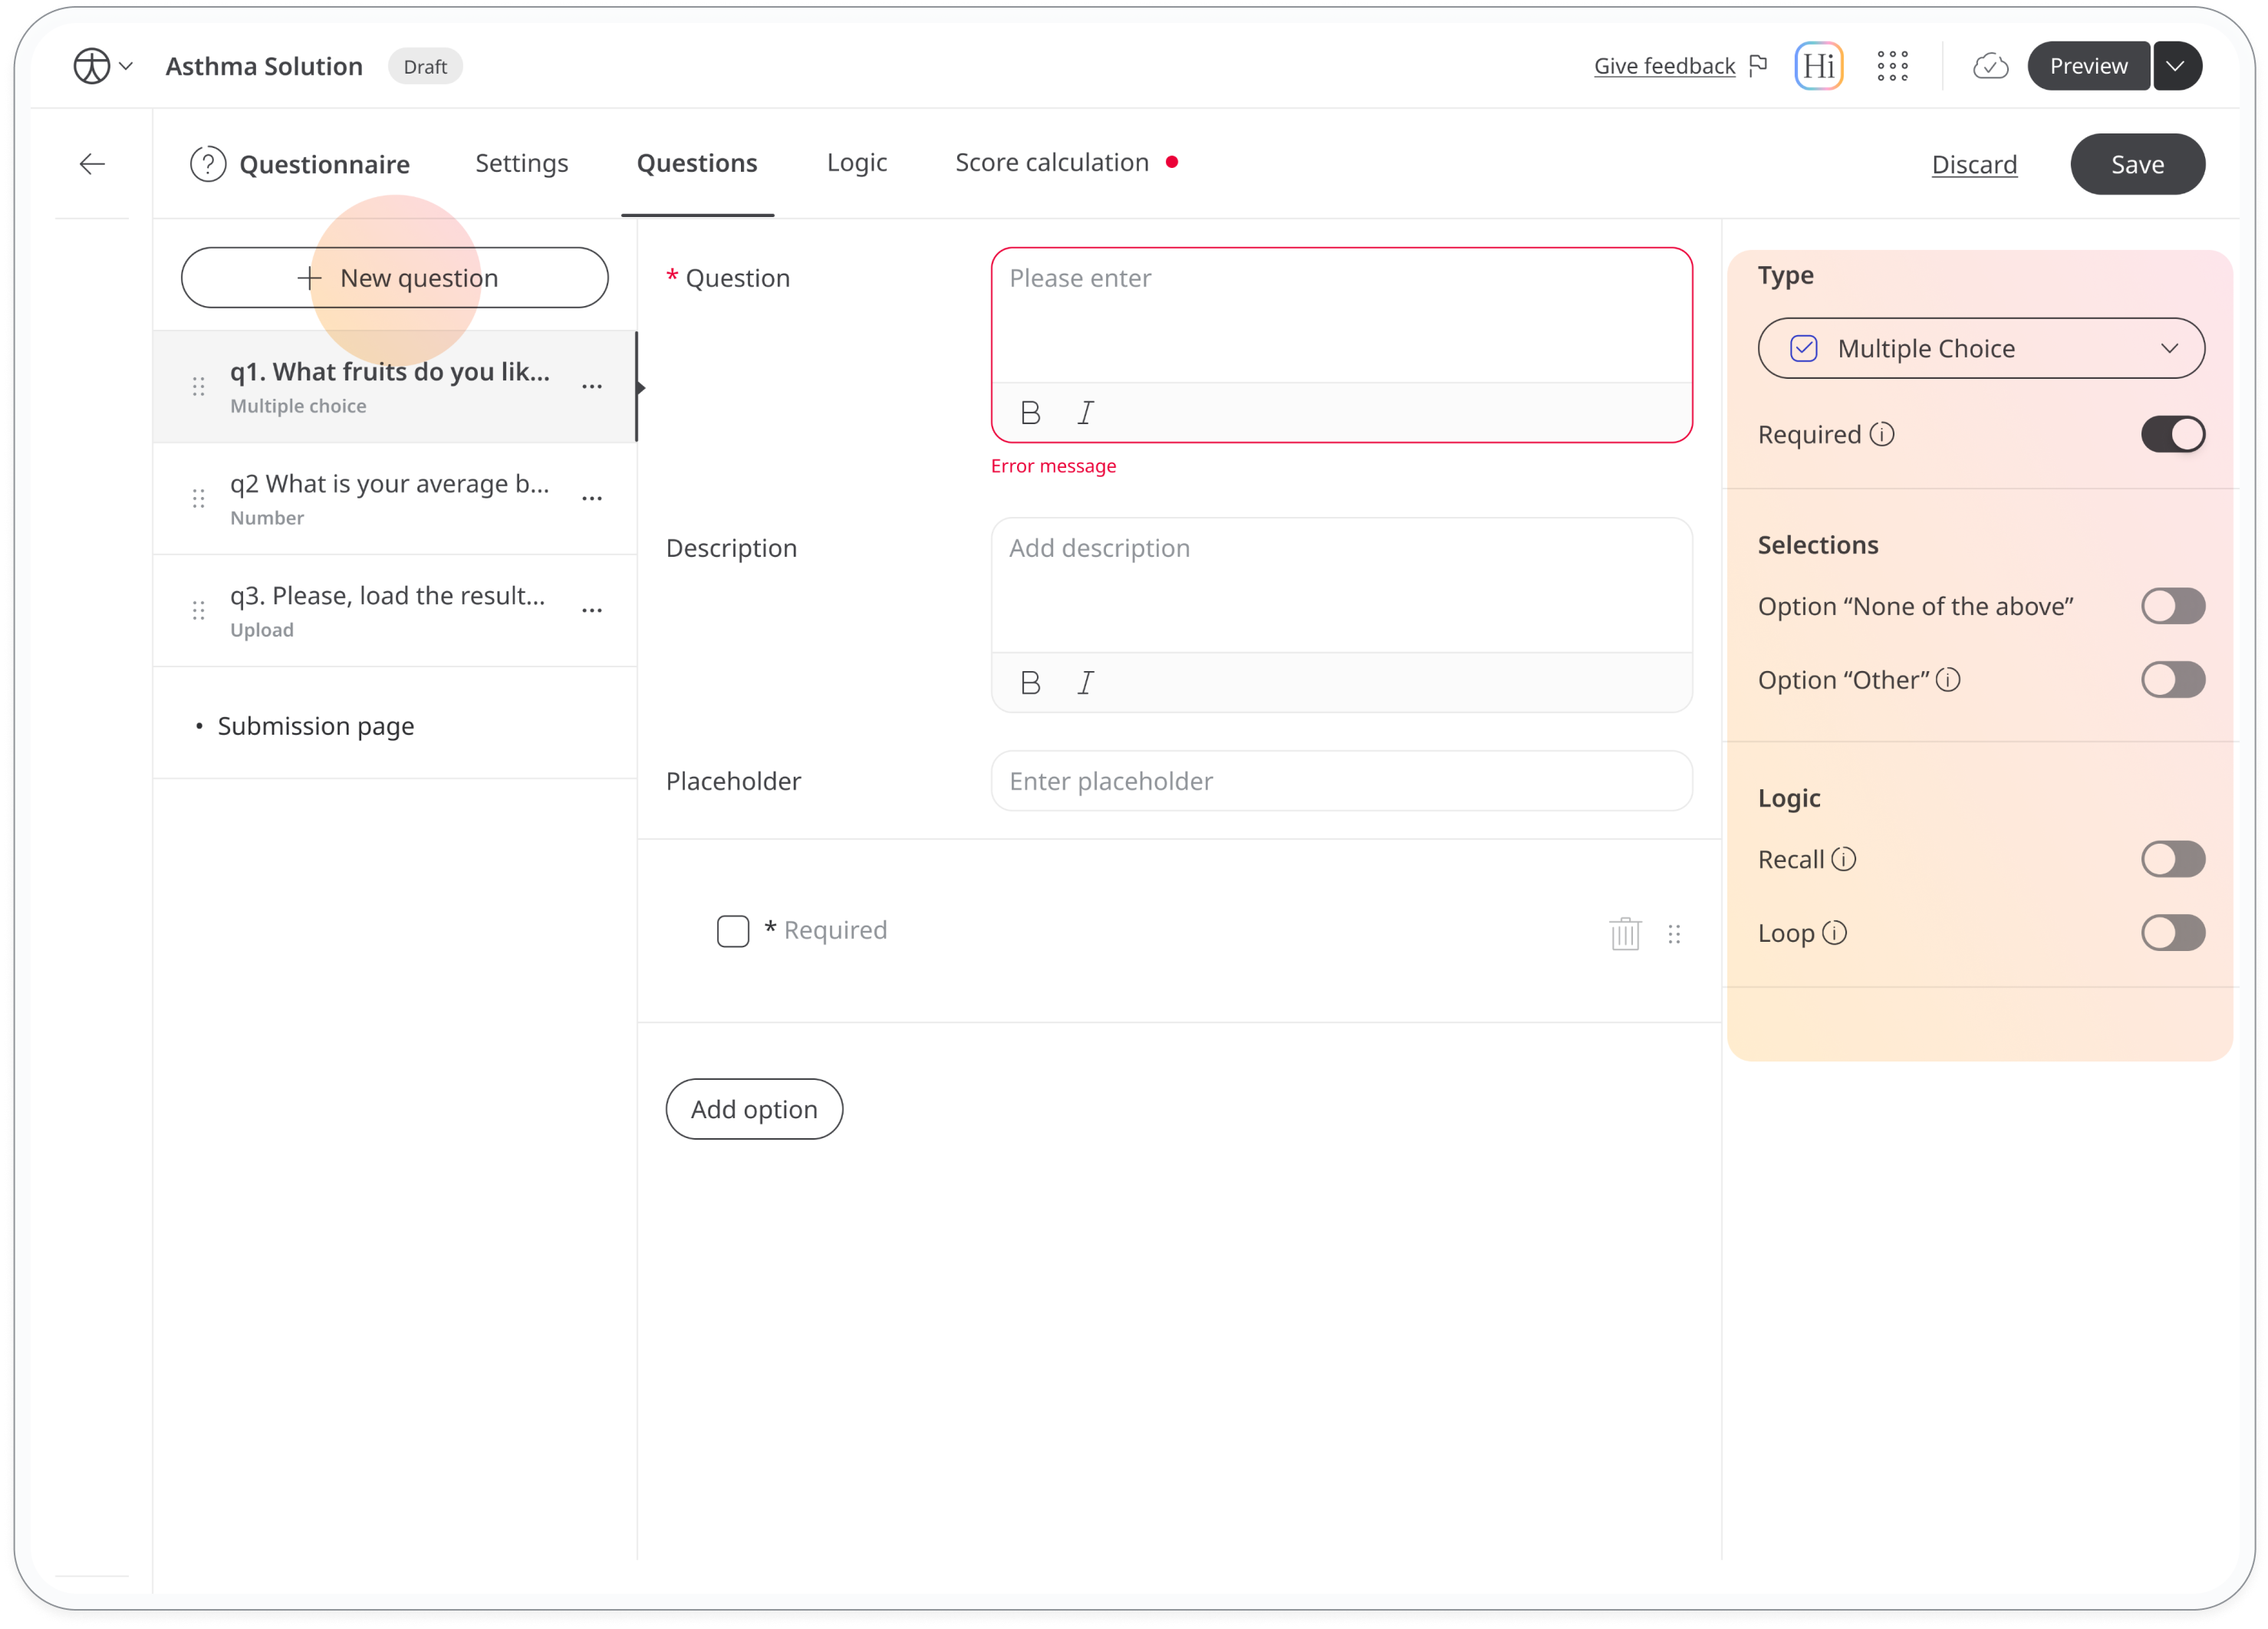 Asthma Solution
Draft
Give feedback
Hi
Preview
Questionnaire
Settings
Questions
Logic
Score calculation
Discard
Save
New question
q1. What fruits do you lik...
Multiple choice
q2 What is your average b...
Number
q3. Please, load the result...
Upload
• Submission page
* Question
Please enter
B I
Error message
Description
Add description
B I
Placeholder
Enter placeholder
* Required
Add option
Type
Multiple Choice
Required
Selections
Option “None of the above”
Option “Other”
Logic
Recall
Loop